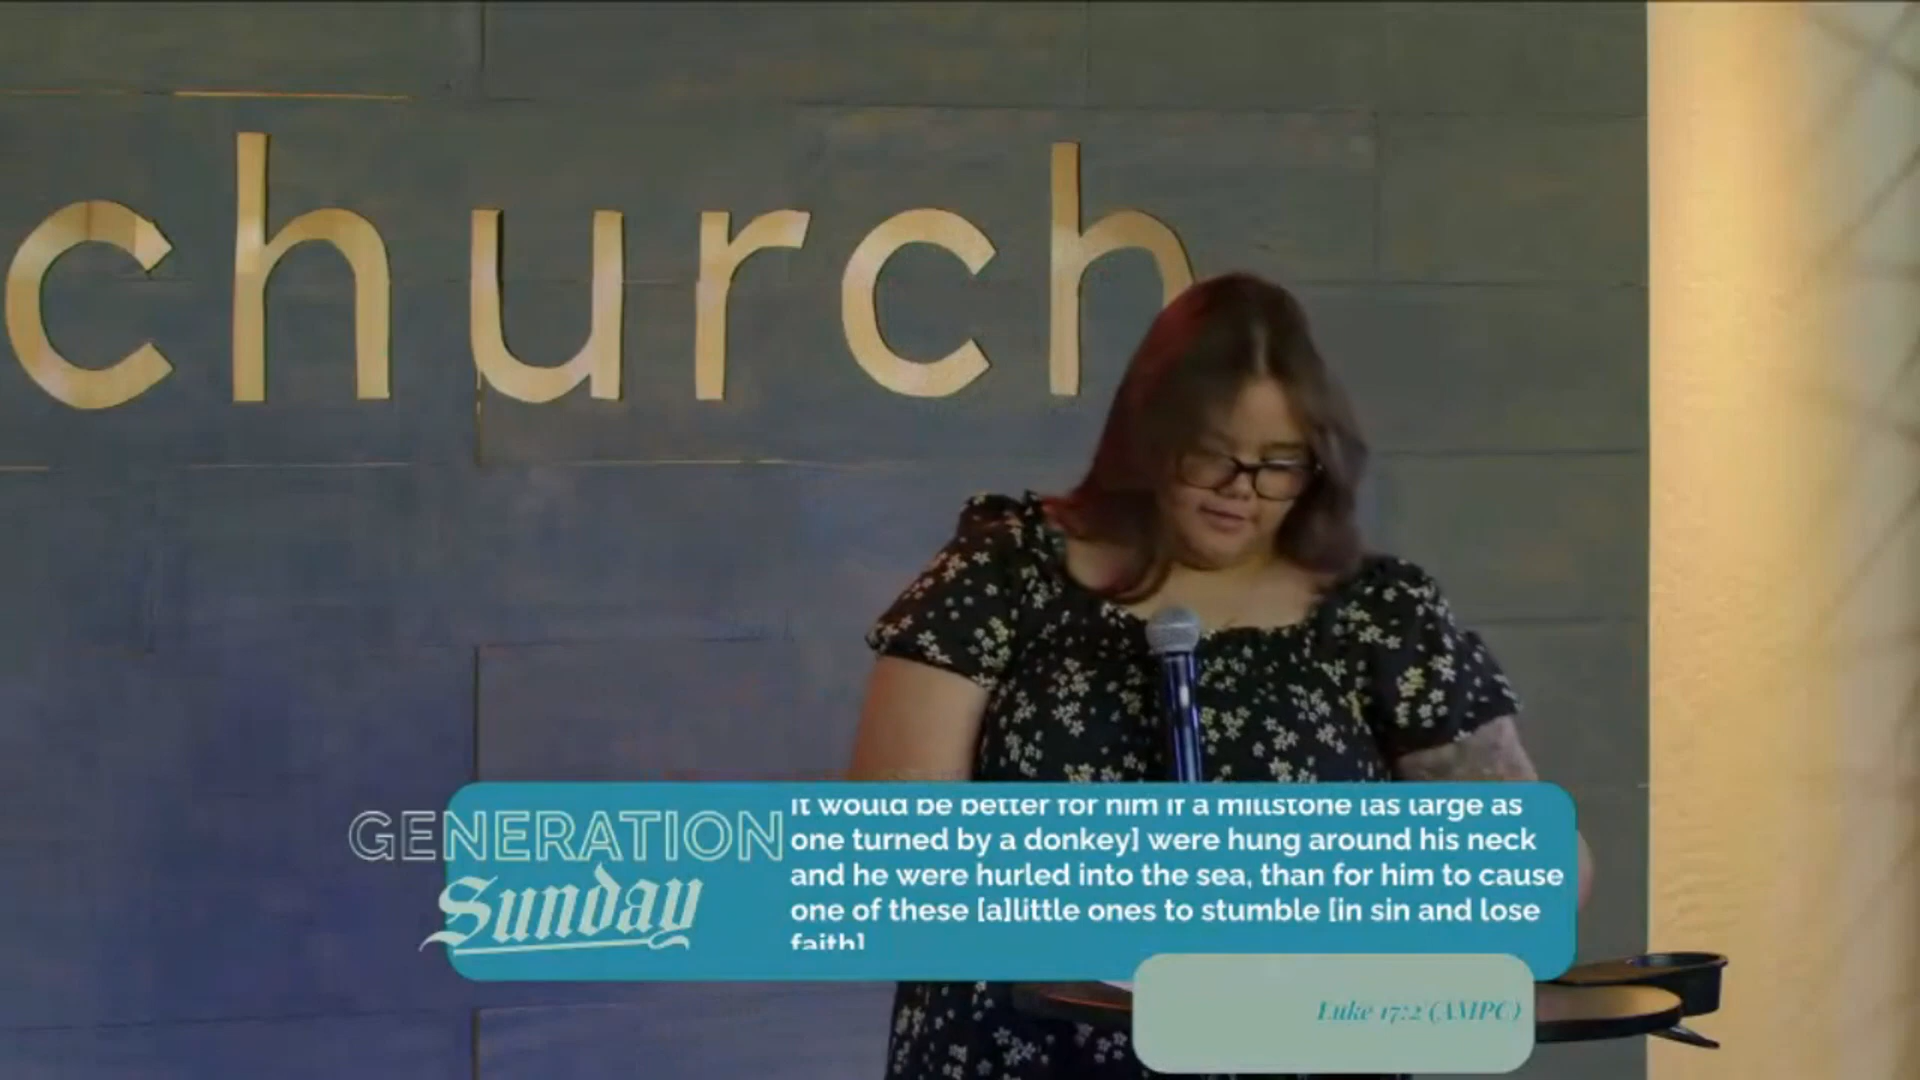 church
GENERATION
Sunday
It would be better for him if a millstone [as large as
one turned by a donkey] were hung around his neck
and he were hurled into the sea, than for him to cause
one of these [a]little ones to stumble [in sin and lose
faith]
Luke 17:2 (AMPC)